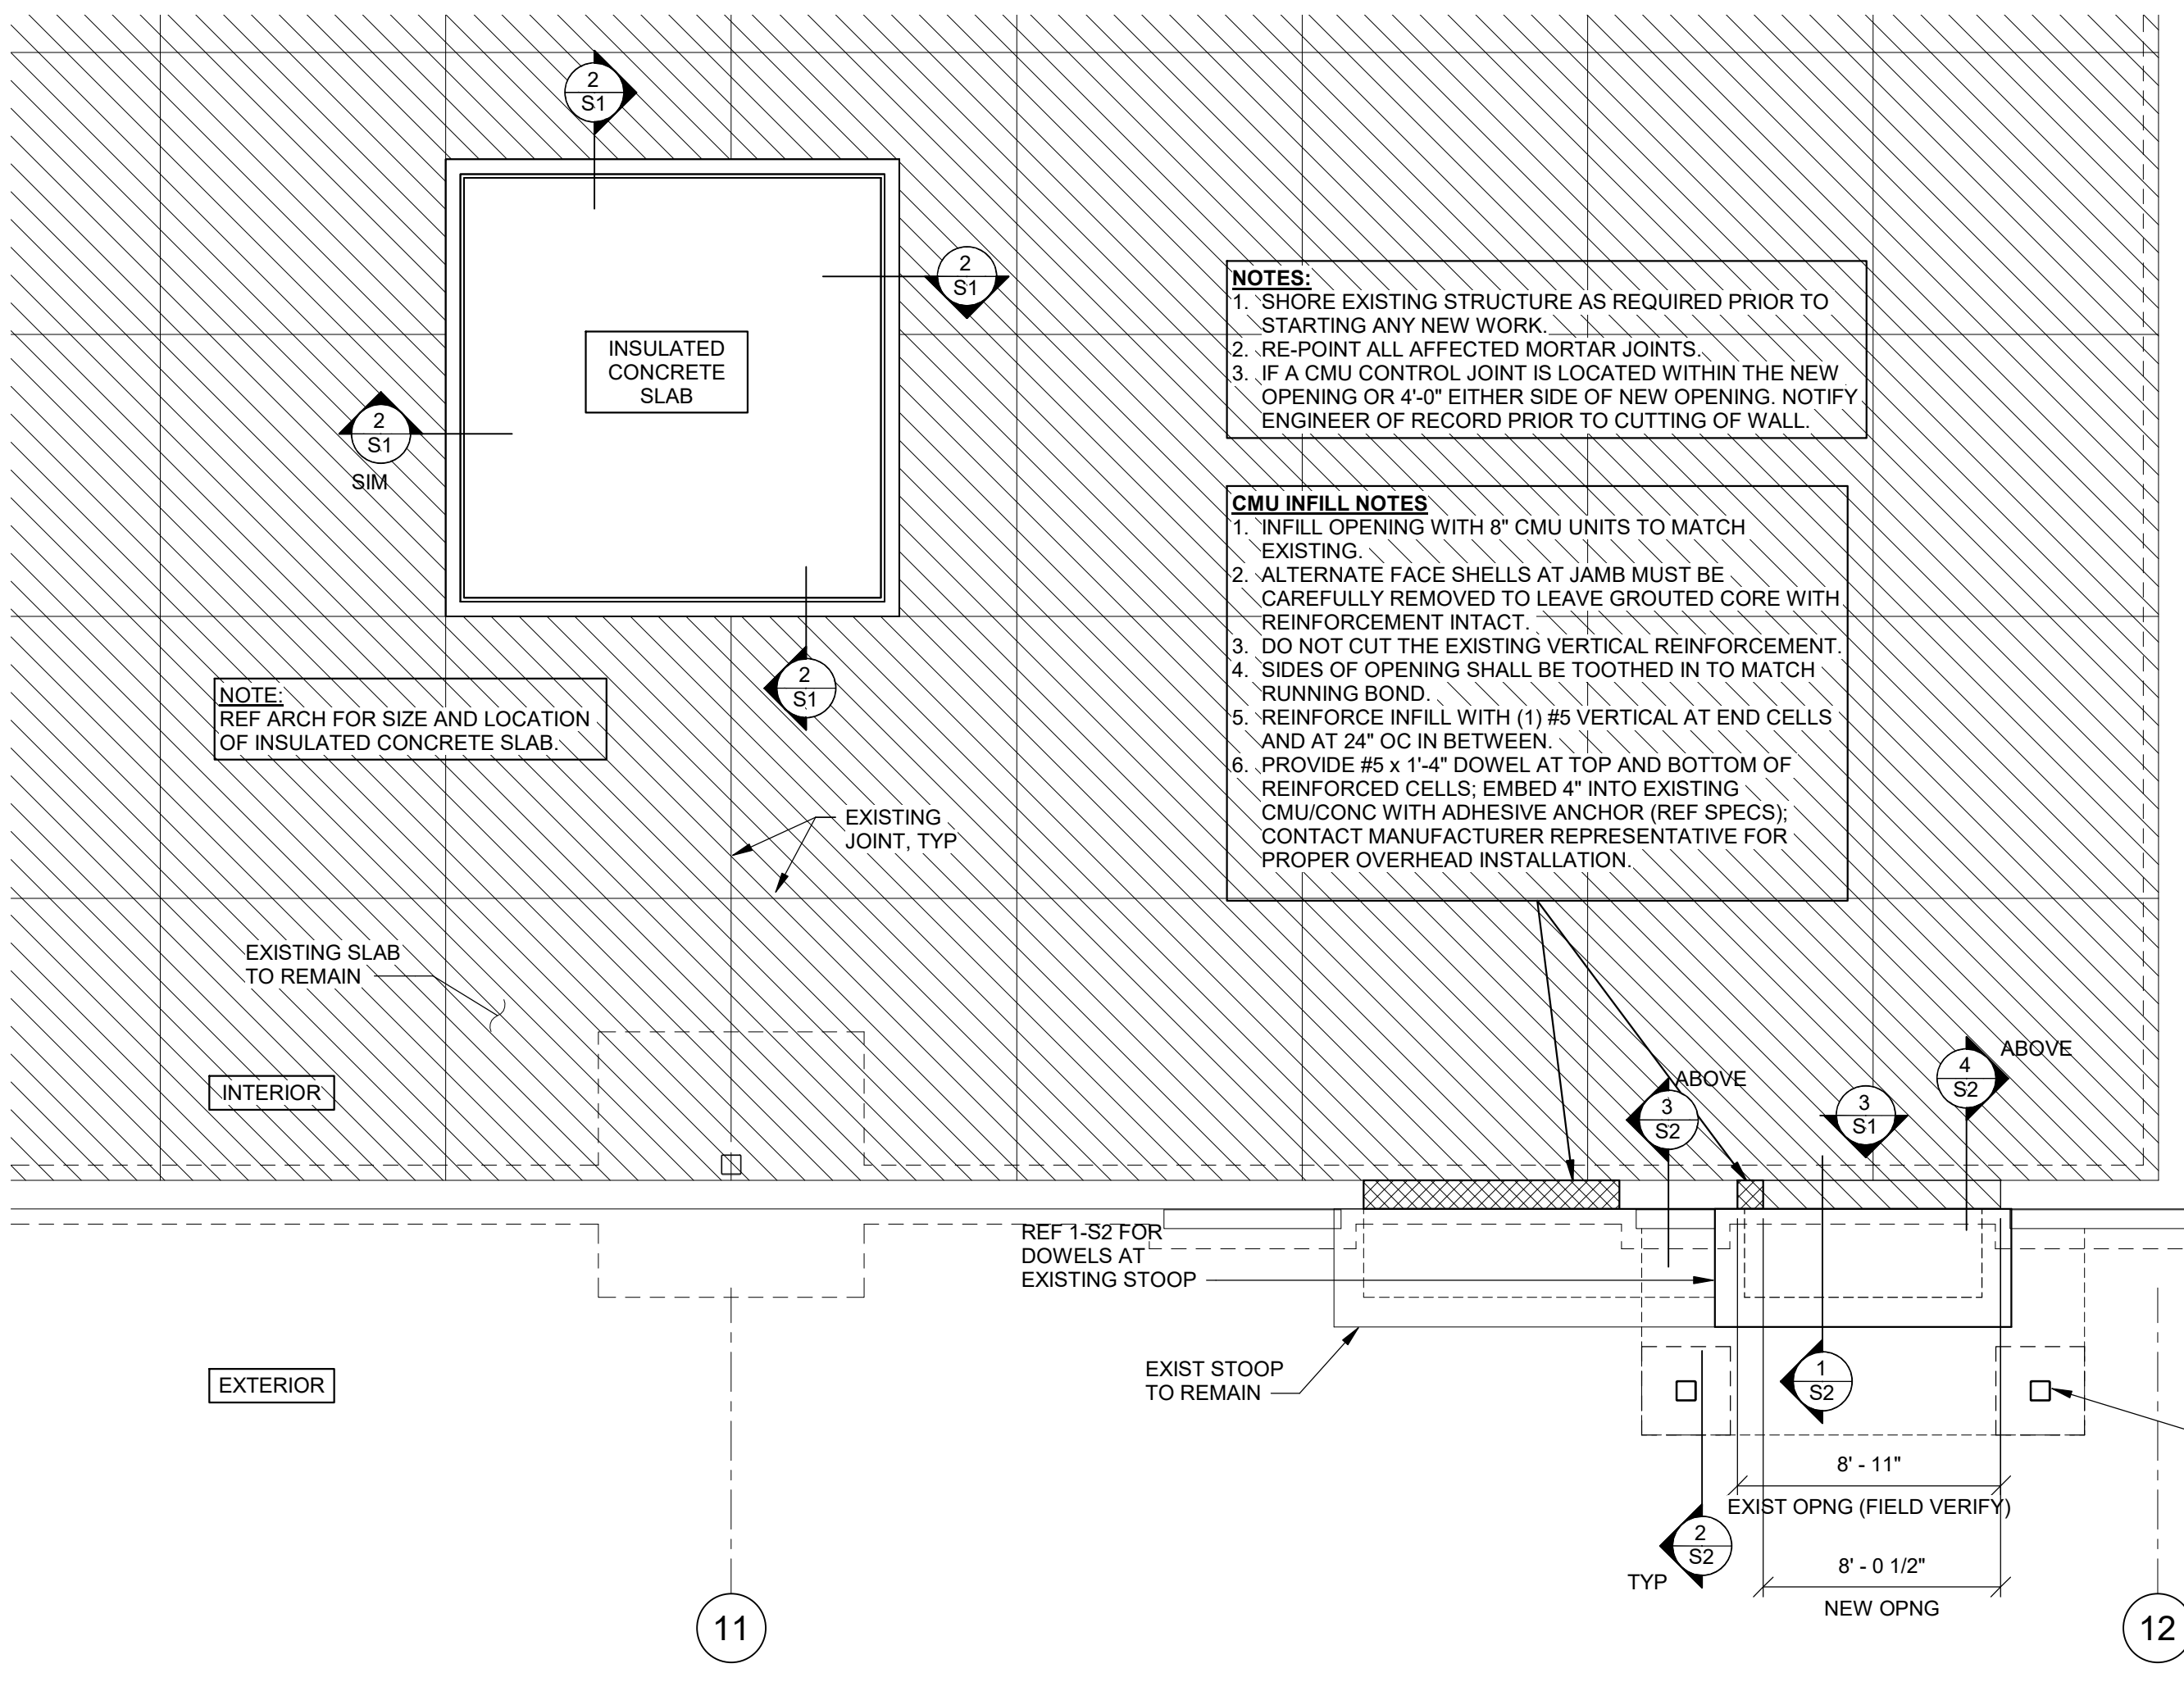 2
S1
2
S1
INSULATED
CONCRETE
SLAB
2
S1
SIM
2
S1
NOTES:
1. SHORE EXISTING STRUCTURE AS REQUIRED PRIOR TO
STARTING ANY NEW WORK.
2. RE-POINT ALL AFFECTED MORTAR JOINTS.
3. IF A CMU CONTROL JOINT IS LOCATED WITHIN THE NEW
OPENING OR 4'-0" EITHER SIDE OF NEW OPENING. NOTIFY
ENGINEER OF RECORD PRIOR TO CUTTING OF WALL.
CMU INFILL NOTES
1. INFILL OPENING WITH 8" CMU UNITS TO MATCH
EXISTING.
2. ALTERNATE FACE SHELLS AT JAMB MUST BE
CAREFULLY REMOVED TO LEAVE GROUTED CORE WITH
REINFORCEMENT INTACT.
3. DO NOT CUT THE EXISTING VERTICAL REINFORCEMENT.
4. SIDES OF OPENING SHALL BE TOOTHED IN TO MATCH
RUNNING BOND.
5. REINFORCE INFILL WITH (1) #5 VERTICAL AT END CELLS
AND AT 24" OC IN BETWEEN.
6. PROVIDE #5 x 1'-4" DOWEL AT TOP AND BOTTOM OF
REINFORCED CELLS; EMBED 4" INTO EXISTING
CMU/CONC WITH ADHESIVE ANCHOR (REF SPECS);
CONTACT MANUFACTURER REPRESENTATIVE FOR
PROPER OVERHEAD INSTALLATION.
NOTE:
REF ARCH FOR SIZE AND LOCATION
OF INSULATED CONCRETE SLAB.
EXISTING
JOINT, TYP
EXISTING SLAB
TO REMAIN
INTERIOR
ABOVE
3
S2
3
S1
4
S2
ABOVE
REF 1-S2 FOR
DOWELS AT
EXISTING STOOP
EXIST STOOP
TO REMAIN
EXTERIOR
1
S2
8' - 11"
EXIST OPNG (FIELD VERIFY)
2
S2
TYP
8' - 0 1/2"
NEW OPNG
11
12